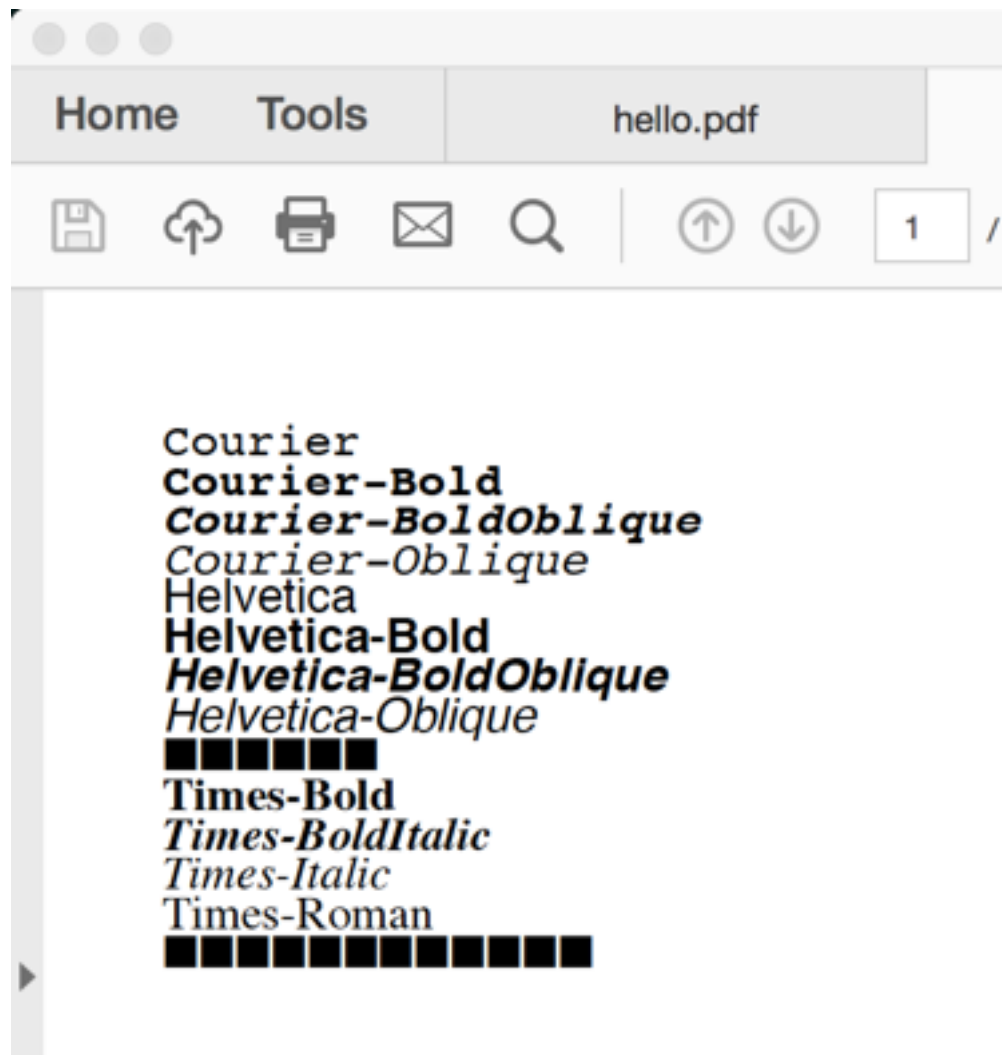 Home Tools hello.pdf
1 /
Courier
Courier-Bold
Courier-BoldOblique
Courier-Oblique
Helvetica
Helvetica-Bold
Helvetica-BoldOblique
Helvetica-Oblique
■■■■■■
Times-Bold
Times-BoldItalic
Times-Italic
Times-Roman
■■■■■■■■■■■■